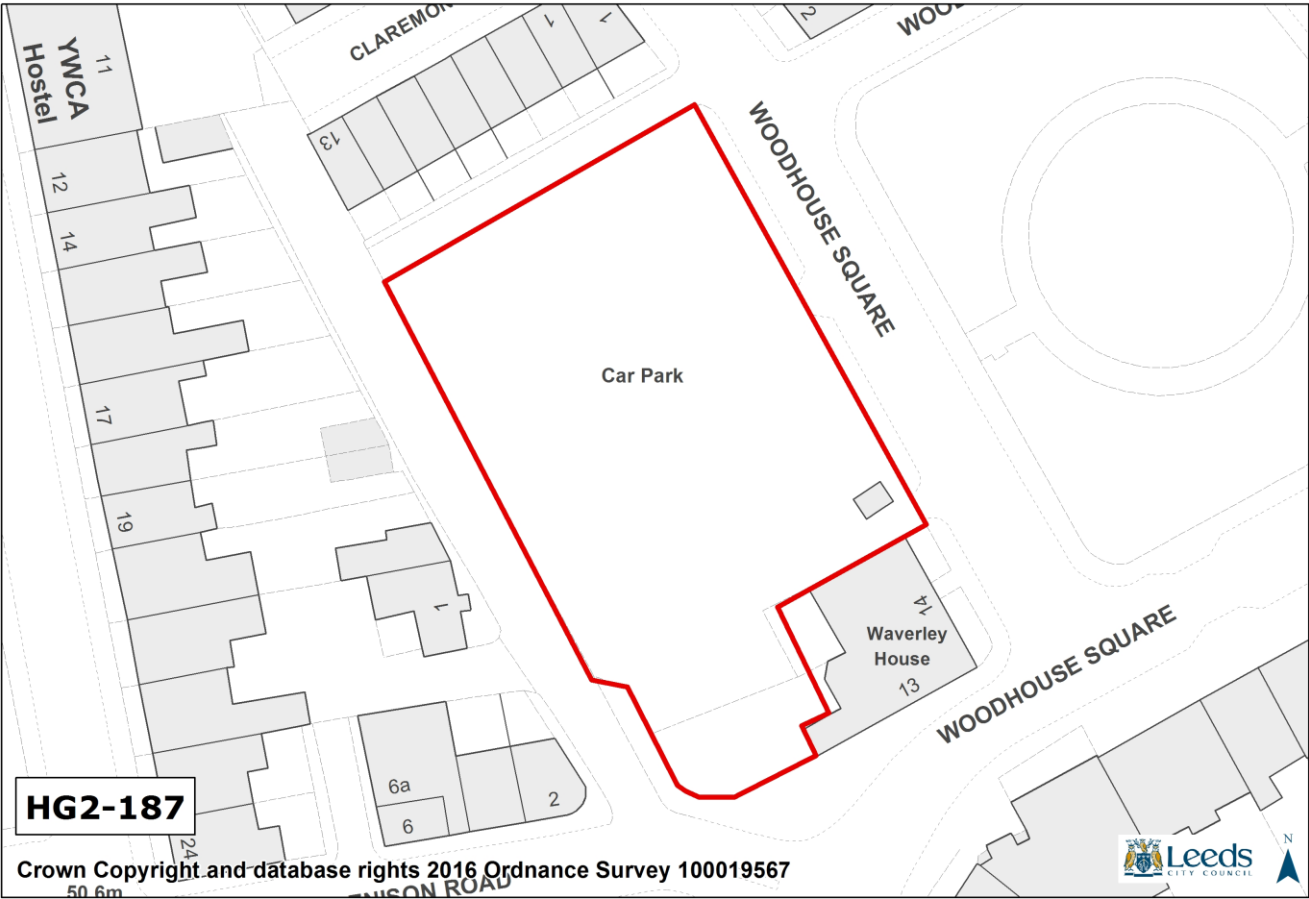 CLAREMON
1
1
2
WOO
11
YWCA
Hostel
13
12
14
WOODHOUSE SQUARE
Car Park
17
19
1
14
Waverley
House
13
WOODHOUSE SQUARE
6a
6
2
HG2-187
24
Crown Copyright and database rights 2016 Ordnance Survey 100019567
50.6m
ENISON ROAD
Leeds
CITY COUNCIL
N